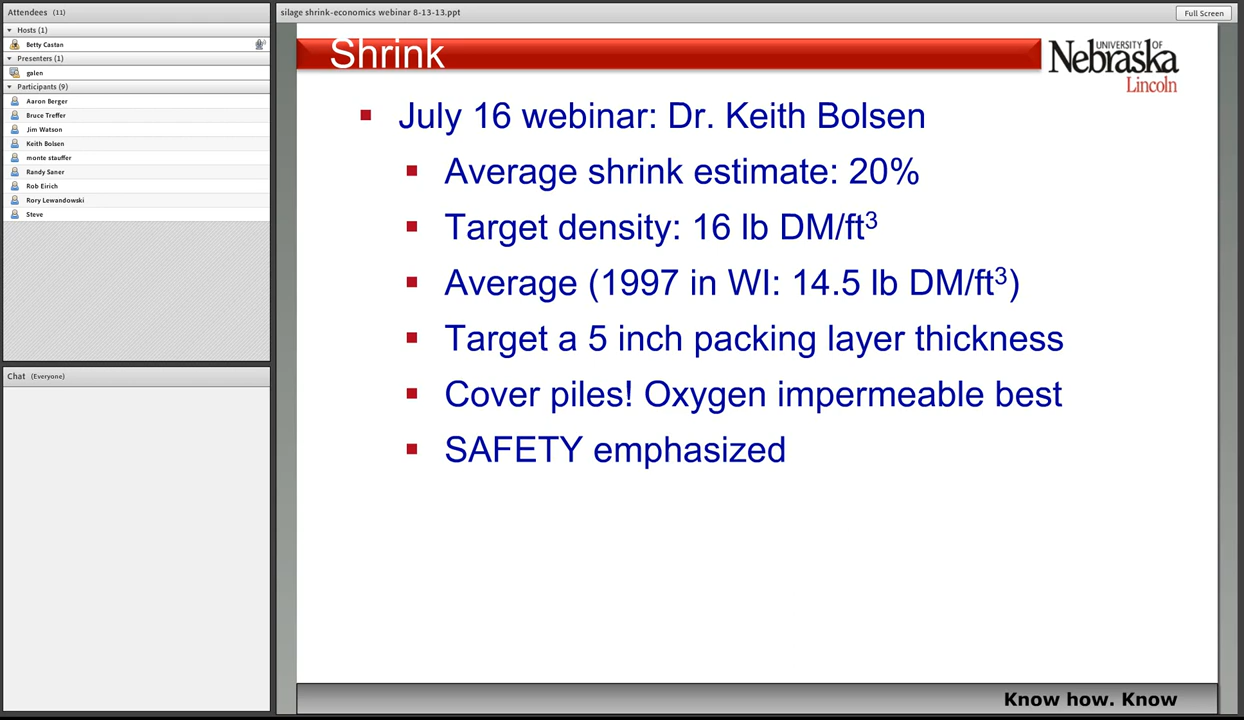 Attendees (11)
Hosts (1)
Betty Castan
Presenters (1)
galen
Participants (9)
Aaron Berger
Bruce Treffer
Jim Watson
Keith Bolsen
monte stauffer
Randy Saner
Rob Eirich
Rory Lewandowski
Steve
Chat (Everyone)
silage shrink-economics webinar 8-13-13.ppt
Full Screen
Shrink
UNIVERSITY OF
Nebraska
Lincoln
July 16 webinar: Dr. Keith Bolsen
Average shrink estimate: 20%
Target density: 16 lb DM/ft³
Average (1997 in WI: 14.5 lb DM/ft³)
Target a 5 inch packing layer thickness
Cover piles! Oxygen impermeable best
SAFETY emphasized
Know how. Know